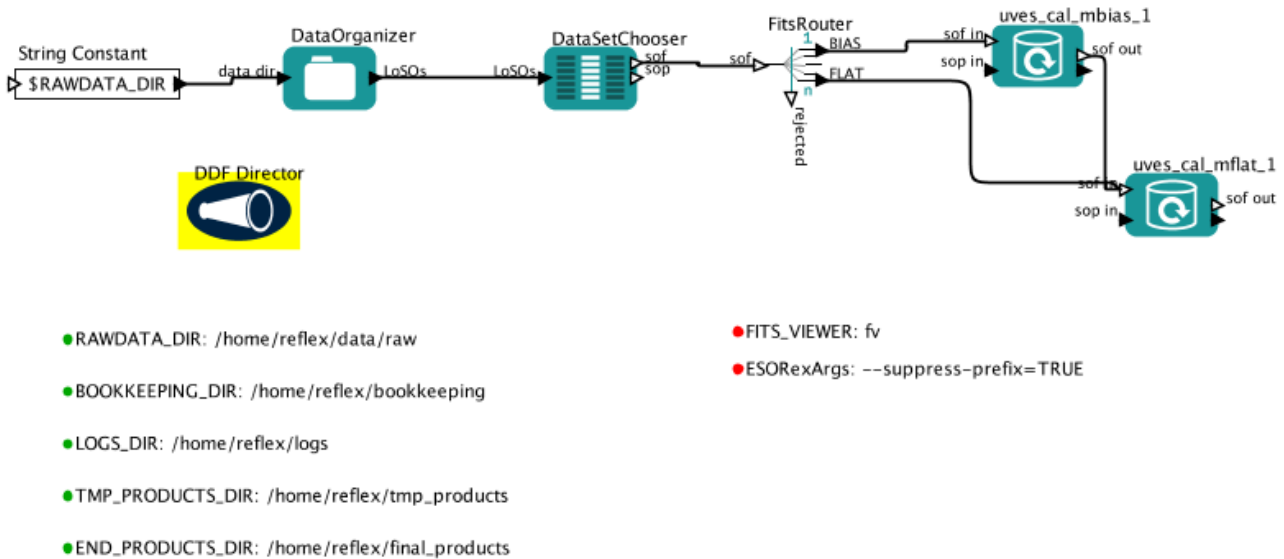 String Constant
$RAWDATA_DIR
data dir
DataOrganizer
LoSOs
LoSOs
DataSetChooser
sof
sop
sof
FitsRouter
1
BIAS
FLAT
n
rejected
uves_cal_mbias_1
sof in
sop in
sof out
uves_cal_mflat_1
sof in
sop in
sof out
DDF Director
RAWDATA_DIR: /home/reflex/data/raw
BOOKKEEPING_DIR: /home/reflex/bookkeeping
LOGS_DIR: /home/reflex/logs
TMP_PRODUCTS_DIR: /home/reflex/tmp_products
END_PRODUCTS_DIR: /home/reflex/final_products
FITS_VIEWER: fv
ESORexArgs: --suppress-prefix=TRUE